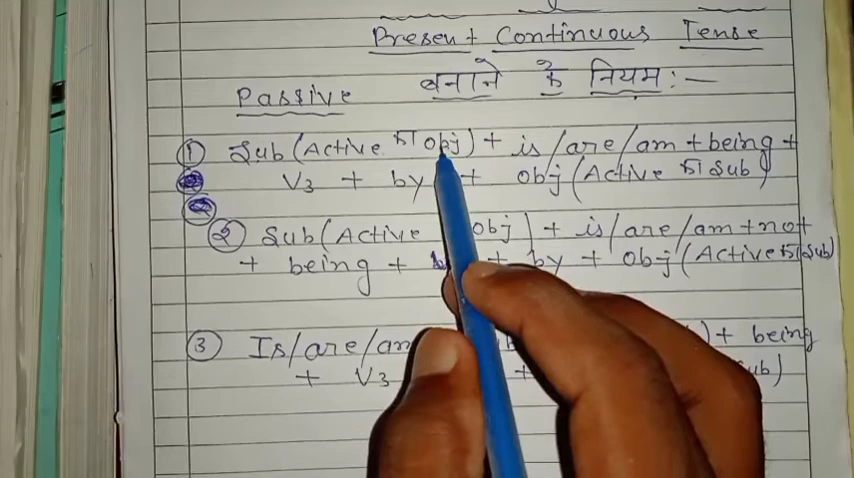 Present Continuous Tense
Passive बनाने के नियम :—
① Sub (Active का obj) + is/are/am + being +
V3 + by + obj (Active का Sub)
② Sub (Active obj) + is/are/am + not
+ being + + by + obj (Active का Sub)
③ Is/are/am ) + being
+ V3 + Sub)